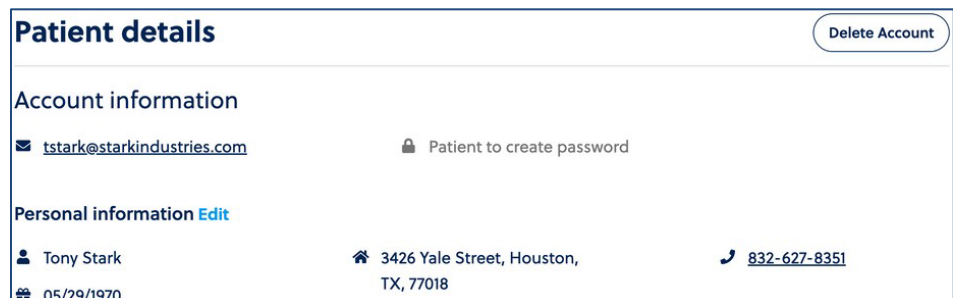 Patient details
Delete Account
Account information
tstark@starkindustries.com
Patient to create password
Personal information Edit
Tony Stark
3426 Yale Street, Houston,
TX, 77018
832-627-8351
05/29/1970